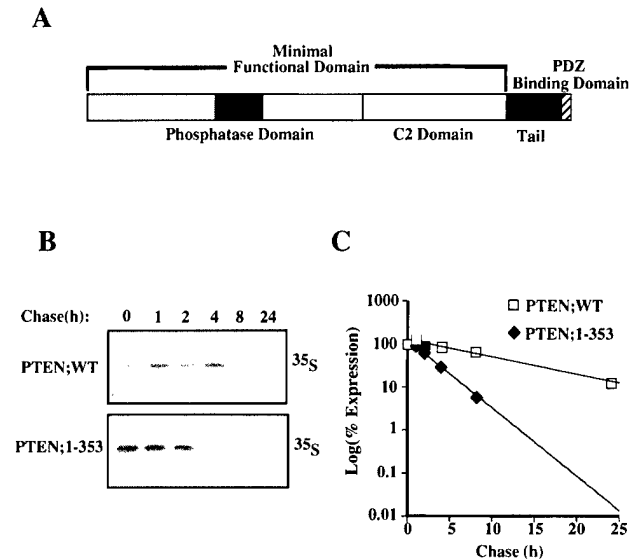 A
Minimal
Functional Domain
PDZ
Binding Domain
Phosphatase Domain
C2 Domain
Tail
B
Chase(h): 0 1 2 4 8 24
PTEN;WT
35S
PTEN;1-353
35S
C
PTEN;WT
PTEN;1-353
Log(% Expression)
1000
100
10
1
0.1
0.01
0 5 10 15 20 25
Chase (h)